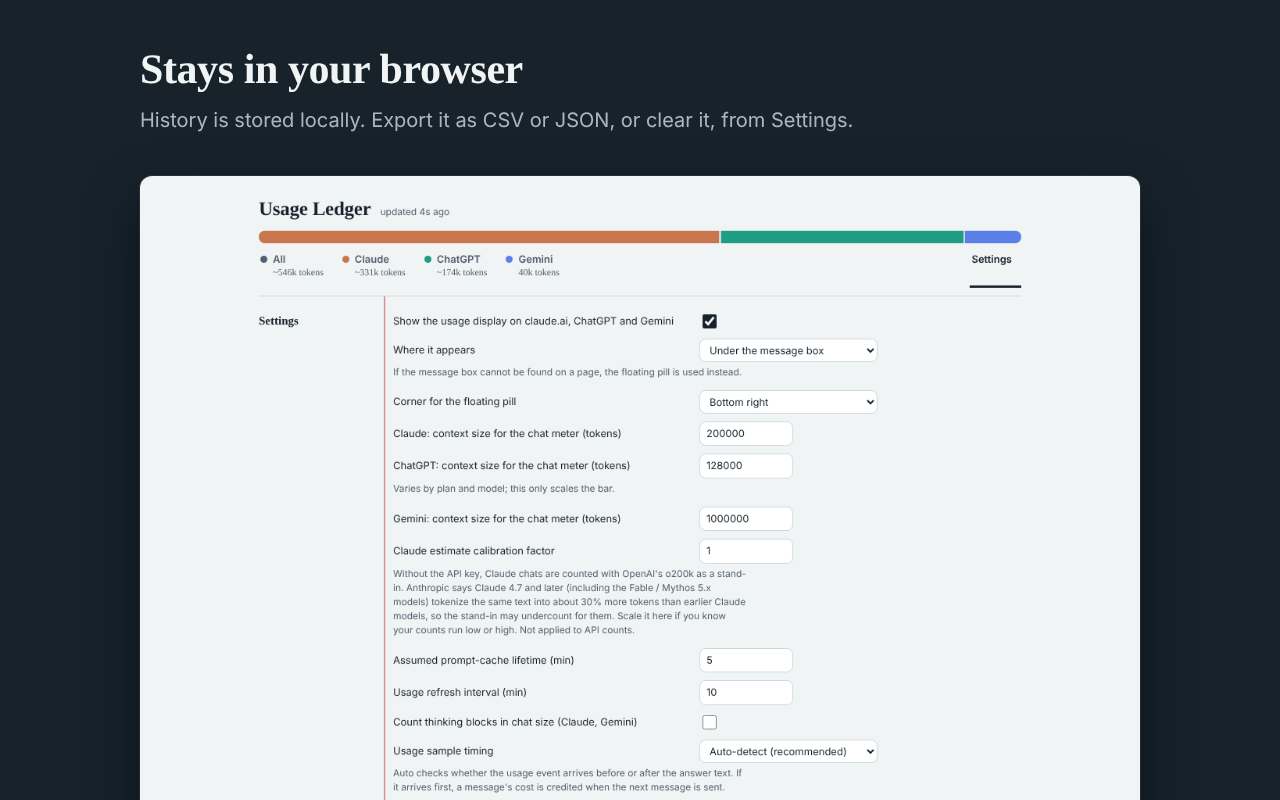 Stays in your browser
History is stored locally. Export it as CSV or JSON, or clear it, from Settings.
Usage Ledger updated 4s ago
All Claude ChatGPT Gemini Settings
~546k tokens ~331k tokens ~174k tokens 40k tokens
Settings
Show the usage display on claude.ai, ChatGPT and Gemini
Where it appears Under the message box
If the message box cannot be found on a page, the floating pill is used instead.
Corner for the floating pill Bottom right
Claude: context size for the chat meter (tokens) 200000
ChatGPT: context size for the chat meter (tokens) 128000
Varies by plan and model; this only scales the bar.
Gemini: context size for the chat meter (tokens) 1000000
Claude estimate calibration factor 1
Without the API key, Claude chats are counted with OpenAI's o200k as a stand-
in. Anthropic says Claude 4.7 and later (including the Fable / Mythos 5.x
models) tokenize the same text into about 30% more tokens than earlier Claude
models, so the stand-in may undercount for them. Scale it here if you know
your counts run low or high. Not applied to API counts.
Assumed prompt-cache lifetime (min) 5
Usage refresh interval (min) 10
Count thinking blocks in chat size (Claude, Gemini)
Usage sample timing Auto-detect (recommended)
Auto checks whether the usage event arrives before or after the answer text. If
it arrives first, a message's cost is credited when the next message is sent.